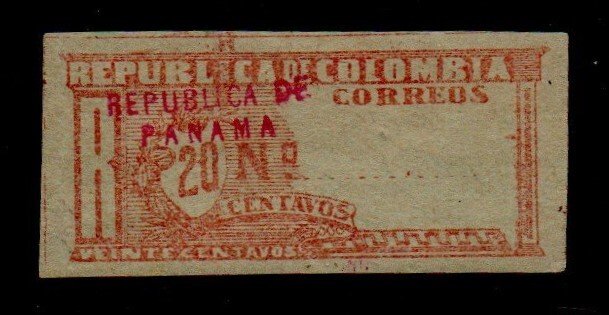 REPUBLICA DE COLOMBIA
CORREOS
REPUBLICA DE
PANAMA
R
20 Nº
CENTAVOS
VEINTE CENTAVOS